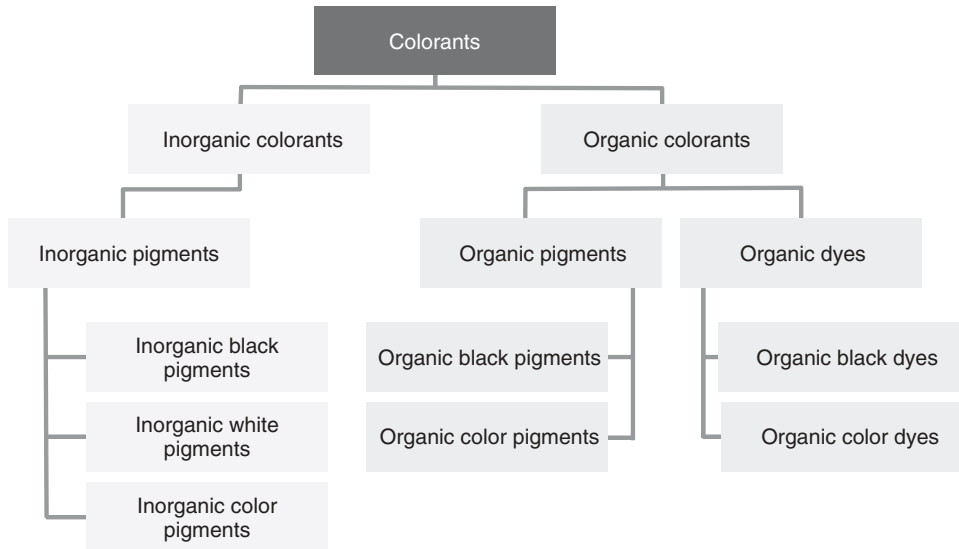 Colorants
Inorganic colorants
Organic colorants
Inorganic pigments
Organic pigments
Organic dyes
Inorganic black
pigments
Organic black pigments
Organic black dyes
Inorganic white
pigments
Organic color pigments
Organic color dyes
Inorganic color
pigments